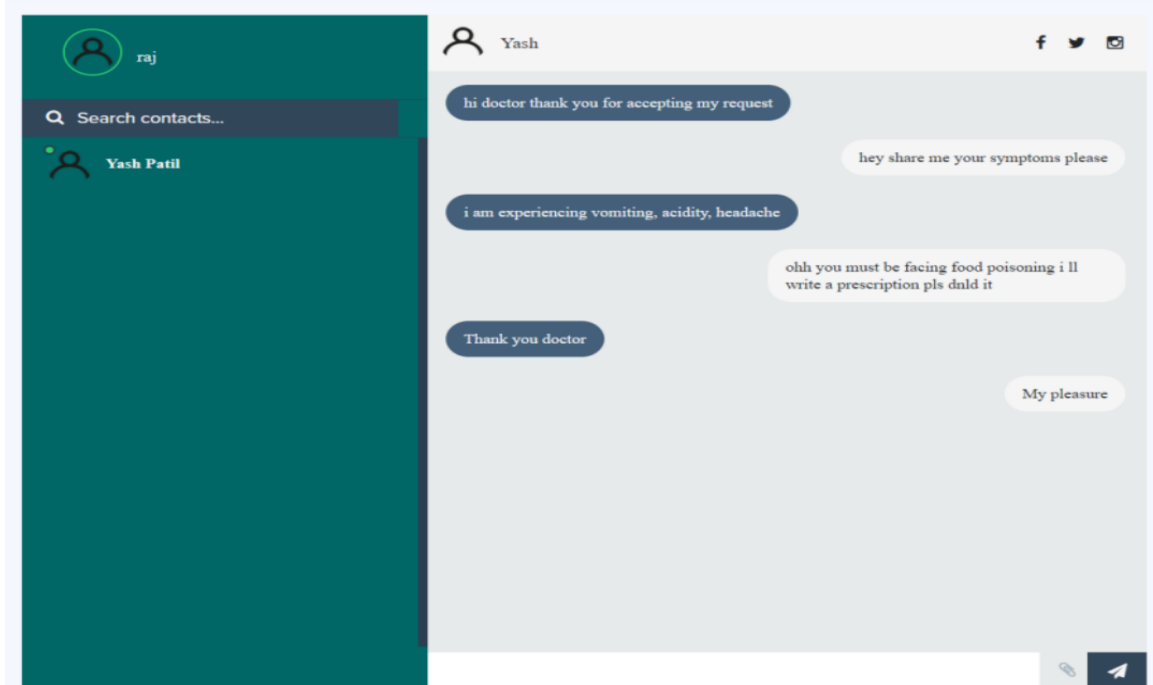 raj
Search contacts...
Yash Patil
Yash
hi doctor thank you for accepting my request
hey share me your symptoms please
i am experiencing vomiting, acidity, headache
ohh you must be facing food poisoning i ll
write a prescription pls dnld it
Thank you doctor
My pleasure